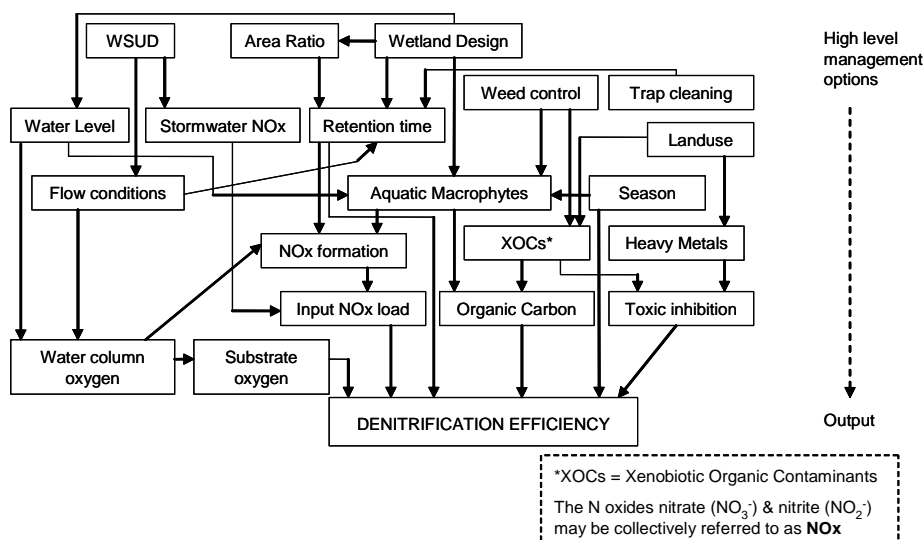 WSUD
Area Ratio
Wetland Design
High level
management
options
Weed control
Trap cleaning
Water Level
Stormwater NOx
Retention time
Landuse
Flow conditions
Aquatic Macrophytes
Season
NOx formation
XOCs*
Heavy Metals
Input NOx load
Organic Carbon
Toxic inhibition
Water column
oxygen
Substrate
oxygen
DENITRIFICATION EFFICIENCY
Output
*XOCs = Xenobiotic Organic Contaminants
The N oxides nitrate (NO₃⁻) & nitrite (NO₂⁻)
may be collectively referred to as NOx